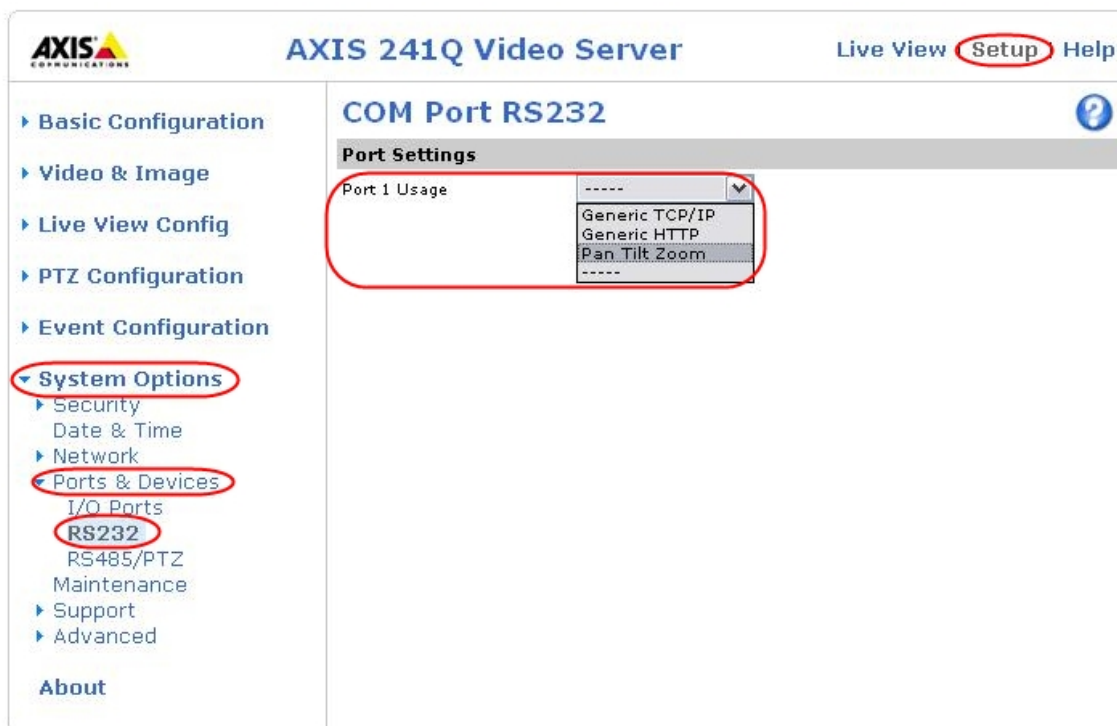 AXIS
COMMUNICATIONS
AXIS 241Q Video Server
Live View | Setup | Help
Basic Configuration
Video & Image
Live View Config
PTZ Configuration
Event Configuration
System Options
Security
Date & Time
Network
Ports & Devices
I/O Ports
RS232
RS485/PTZ
Maintenance
Support
Advanced
About
COM Port RS232
?
Port Settings
Port 1 Usage
-----
Generic TCP/IP
Generic HTTP
Pan Tilt Zoom
-----